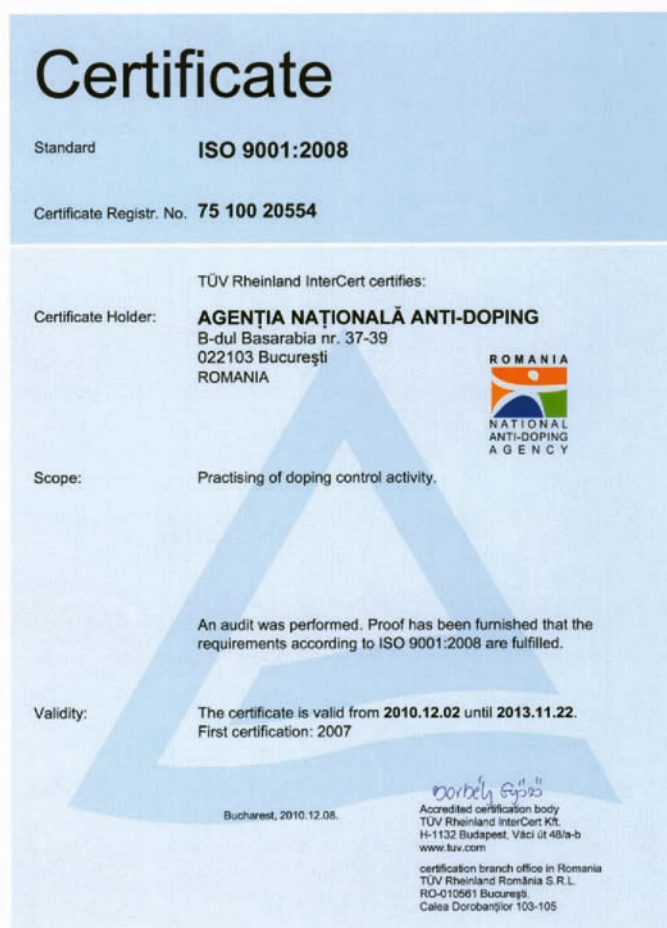 Certificate
Standard ISO 9001:2008
Certificate Registr. No. 75 100 20554
TÜV Rheinland InterCert certifies:
Certificate Holder: AGENȚIA NAȚIONALĂ ANTI-DOPING
B-dul Basarabia nr. 37-39
022103 București
ROMANIA
ROMANIA
NATIONAL
ANTI-DOPING
AGENCY
Scope: Practising of doping control activity.
An audit was performed. Proof has been furnished that the
requirements according to ISO 9001:2008 are fulfilled.
Validity: The certificate is valid from 2010.12.02 until 2013.11.22.
First certification: 2007
Borbély Győző
Bucharest, 2010.12.08.
Accredited certification body
TÜV Rheinland InterCert Kft.
H-1132 Budapest, Váci út 48/a-b
www.tuv.com
certification branch office in Romania
TÜV Rheinland România S.R.L.
RO-010561 București,
Calea Dorobanților 103-105